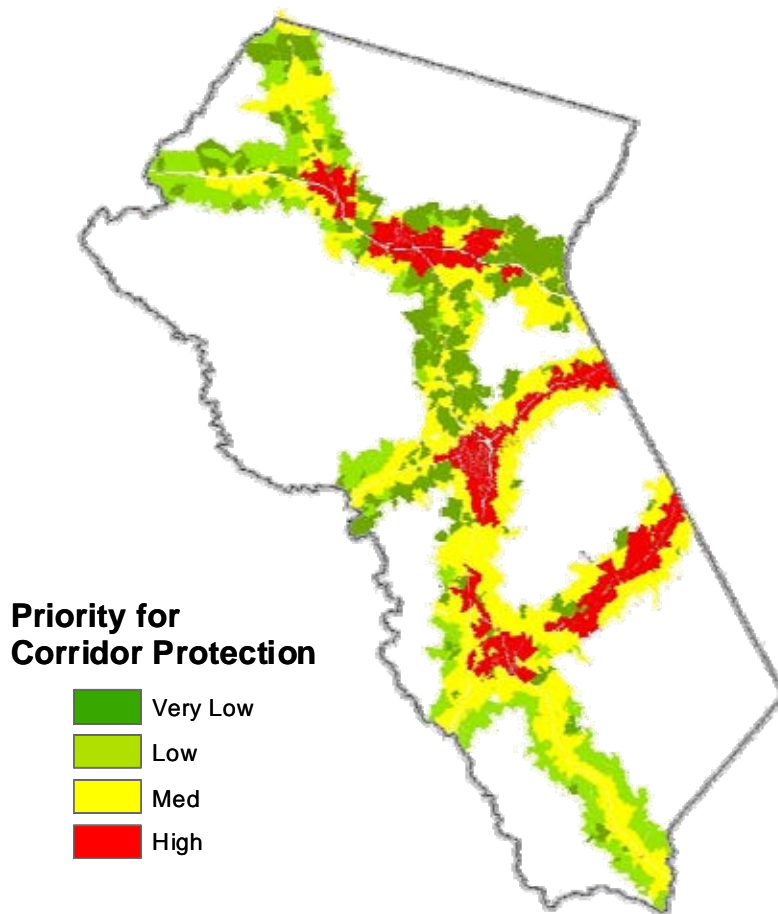 Priority for
Corridor Protection
Very Low
Low
Med
High